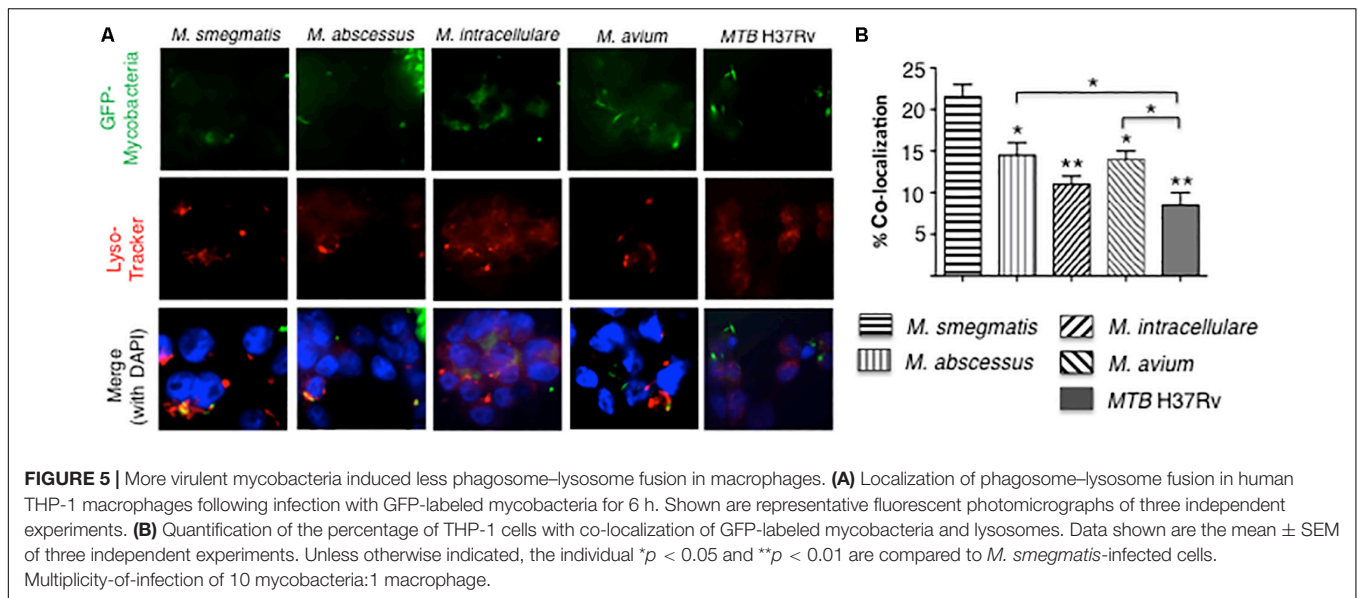 A
M. smegmatis M. abscessus M. intracellulare M. avium MTB H37Rv
GFP-
Mycobacteria
Lyso-
Tracker
Merge
(with DAPI)
B
% Co-localization
25
20
15
10
5
*
**
*
**
*
*
M. smegmatis
M. abscessus
M. intracellulare
M. avium
MTB H37Rv
FIGURE 5 | More virulent mycobacteria induced less phagosome–lysosome fusion in macrophages. (A) Localization of phagosome–lysosome fusion in human
THP-1 macrophages following infection with GFP-labeled mycobacteria for 6 h. Shown are representative fluorescent photomicrographs of three independent
experiments. (B) Quantification of the percentage of THP-1 cells with co-localization of GFP-labeled mycobacteria and lysosomes. Data shown are the mean ± SEM
of three independent experiments. Unless otherwise indicated, the individual *p < 0.05 and **p < 0.01 are compared to M. smegmatis-infected cells.
Multiplicity-of-infection of 10 mycobacteria:1 macrophage.